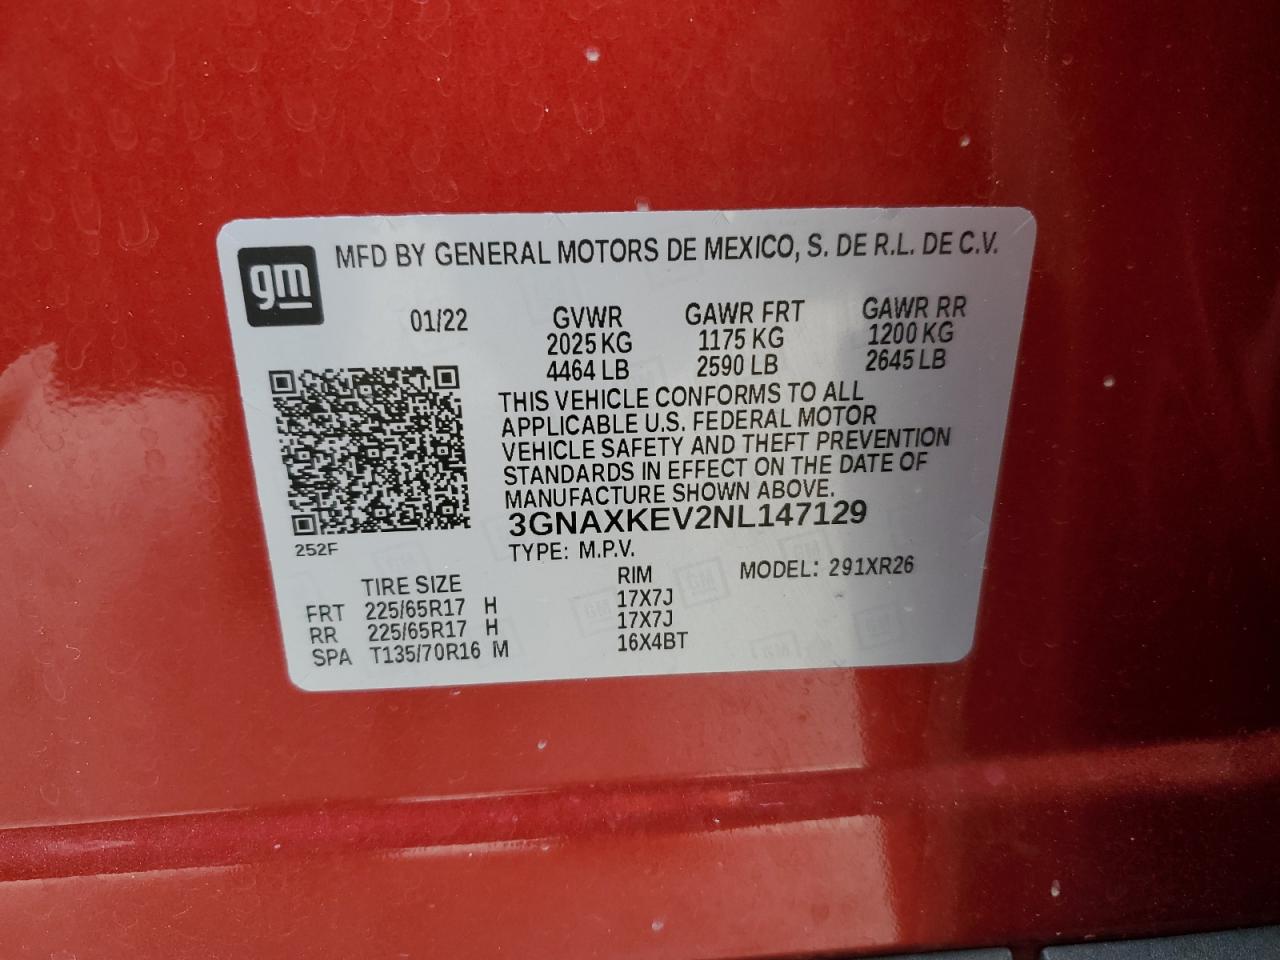 gm
MFD BY GENERAL MOTORS DE MEXICO, S. DE R.L. DE C.V.
01/22 GVWR GAWR FRT GAWR RR
2025 KG 1175 KG 1200 KG
4464 LB 2590 LB 2645 LB
THIS VEHICLE CONFORMS TO ALL
APPLICABLE U.S. FEDERAL MOTOR
VEHICLE SAFETY AND THEFT PREVENTION
STANDARDS IN EFFECT ON THE DATE OF
MANUFACTURE SHOWN ABOVE.
3GNAXKEV2NL147129
252F
TYPE: M.P.V.
MODEL: 291XR26
TIRE SIZE RIM
FRT 225/65R17 H 17X7J
RR 225/65R17 H 17X7J
SPA T135/70R16 M 16X4BT